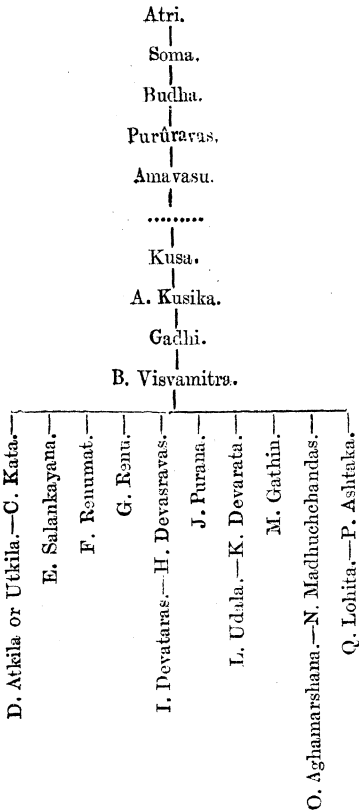 Atri.
Soma.
Budha.
Purûravas.
Amavasu.
.........
Kusa.
A. Kusika.
Gadhi.
B. Visvamitra.
D. Atkila or Utkila.—C. Kata.—
E. Salankayana.—
F. Renumat.—
G. Renu.—
I. Devataras.—H. Devasravas.—
J. Purana.—
L. Udala.—K. Devarata.—
M. Gathin.—
O. Aghamarshana.—N. Madhuchchandas.—
Q. Lohita.—P. Ashtaka.—